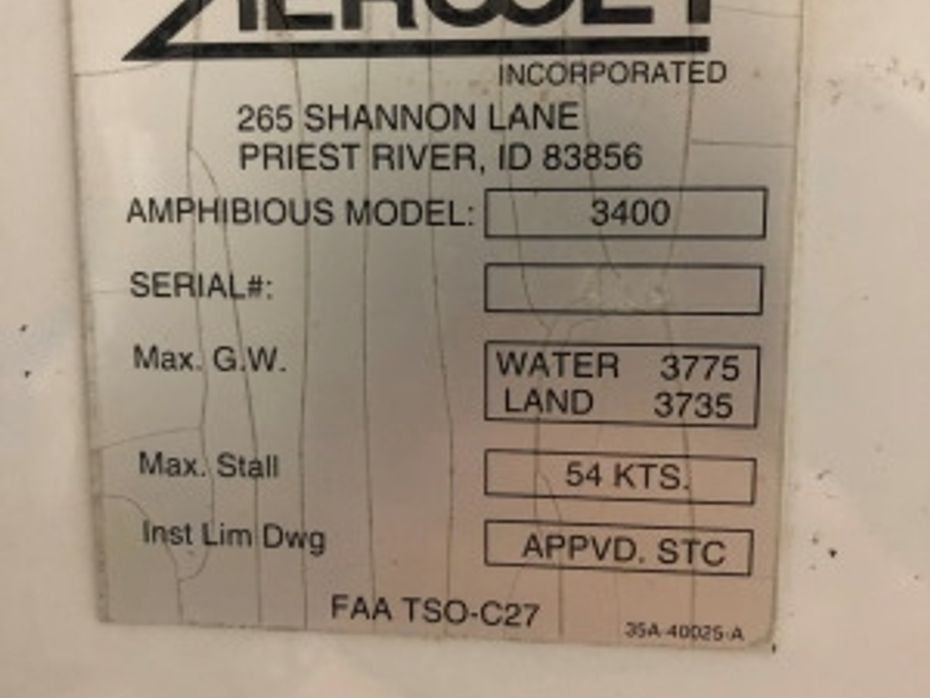 AEROCET
INCORPORATED
265 SHANNON LANE
PRIEST RIVER, ID 83856
AMPHIBIOUS MODEL: 3400
SERIAL#:
Max. G.W. WATER 3775
LAND 3735
Max. Stall 54 KTS.
Inst Lim Dwg APPVD. STC
FAA TSO-C27
35A-40025-A